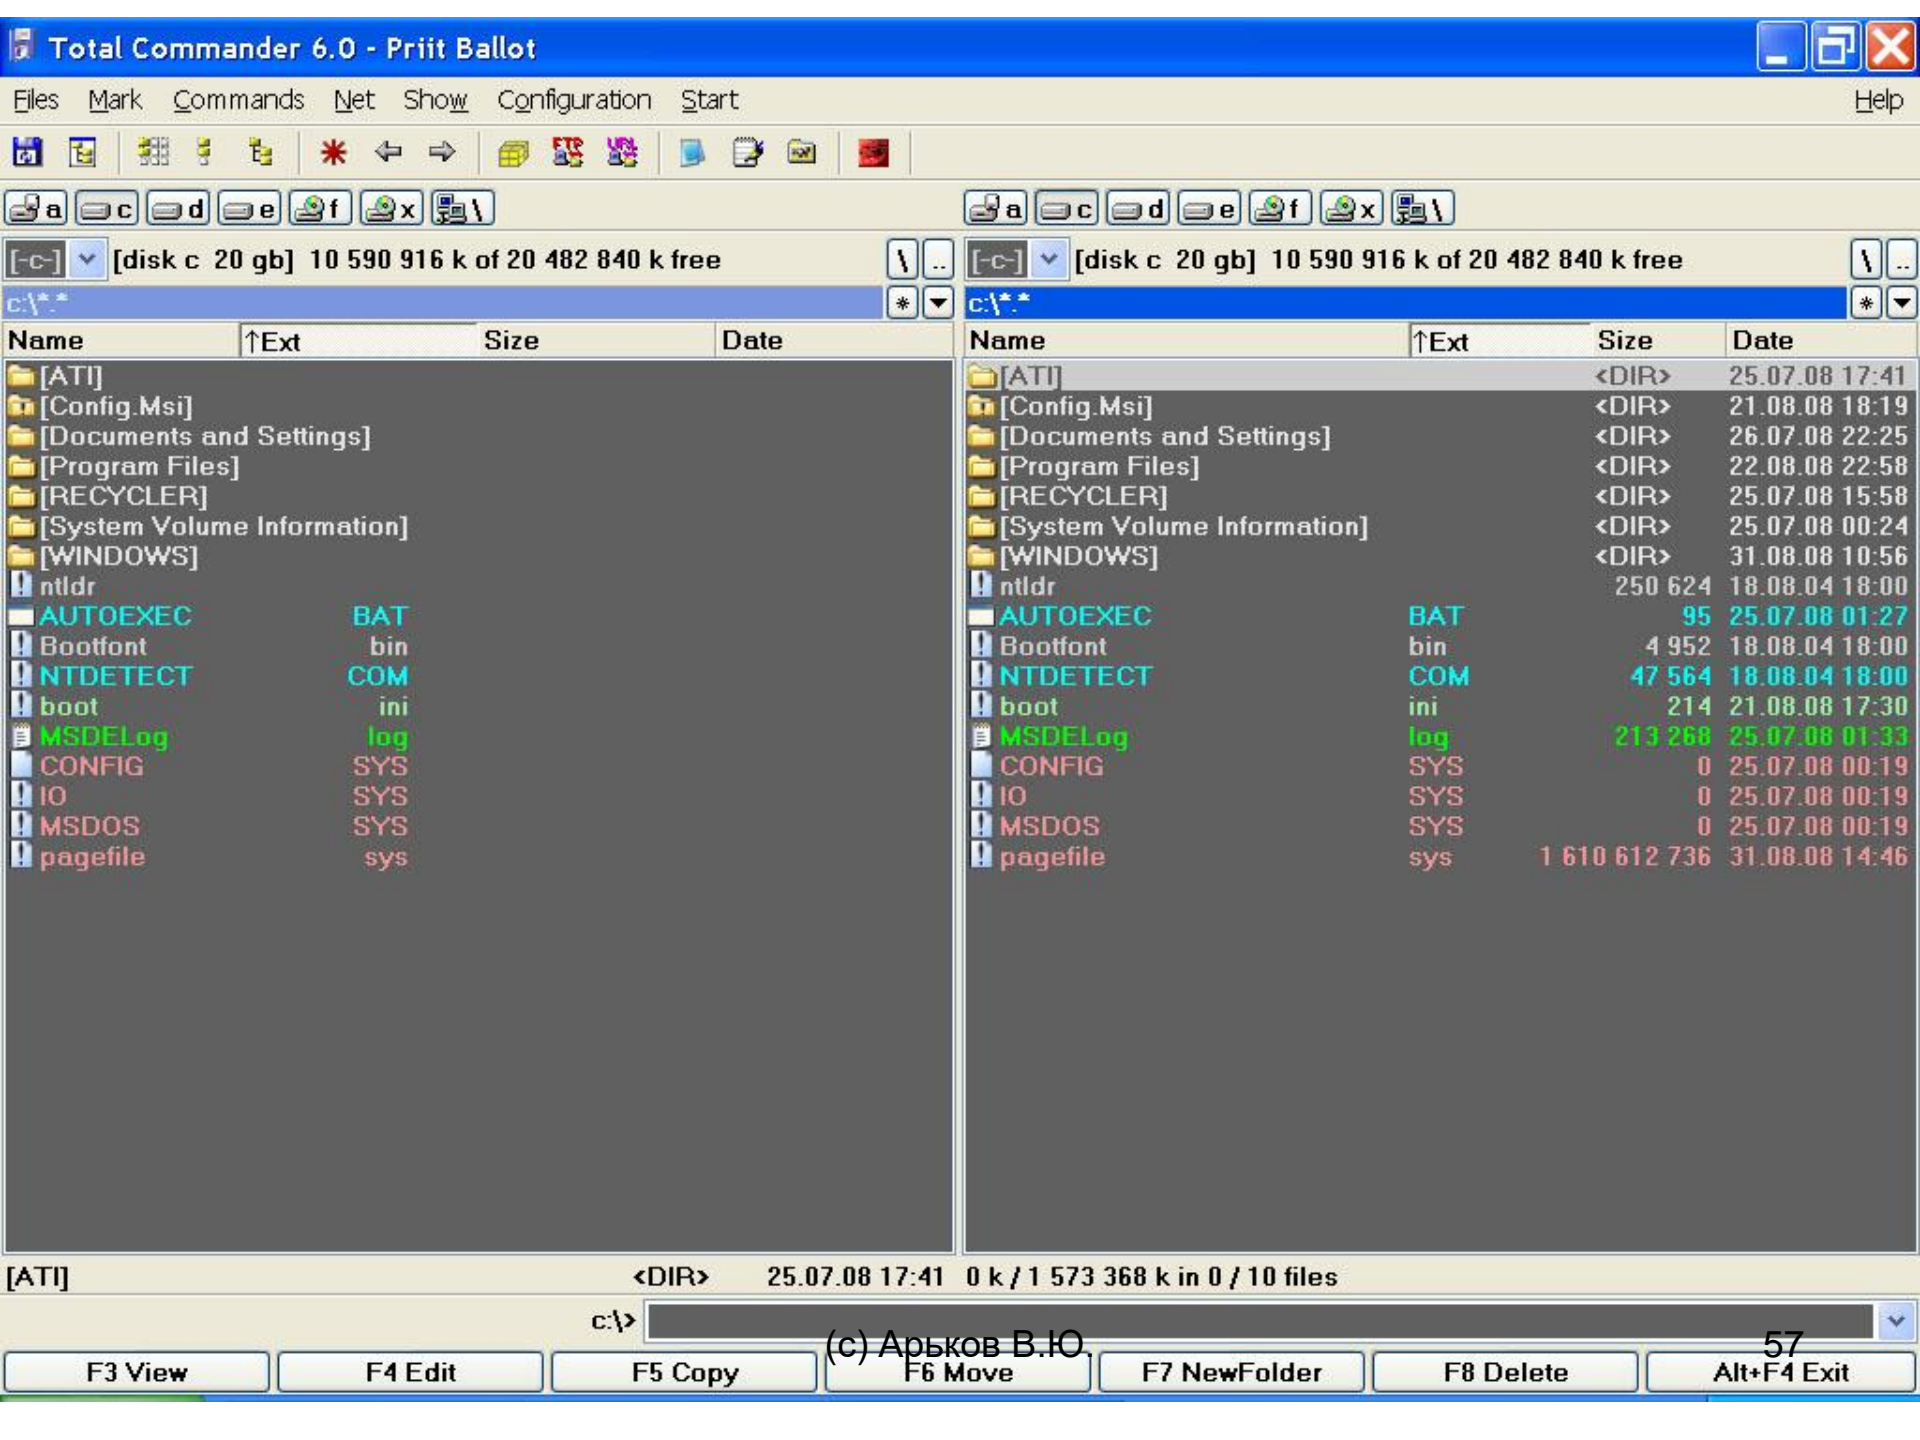 Total Commander 6.0 - Priit Ballot
Files Mark Commands Net Show Configuration Start Help
FTP URL
a c d e f x \ a c d e f x \
[-c-] [disk c 20 gb] 10 590 916 k of 20 482 840 k free \ .. [-c-] [disk c 20 gb] 10 590 916 k of 20 482 840 k free \ ..
c:\*.* * c:\*.* *
Name ↑Ext Size Date Name ↑Ext Size Date
[ATI] [ATI] <DIR> 25.07.08 17:41
[Config.Msi] [Config.Msi] <DIR> 21.08.08 18:19
[Documents and Settings] [Documents and Settings] <DIR> 26.07.08 22:25
[Program Files] [Program Files] <DIR> 22.08.08 22:58
[RECYCLER] [RECYCLER] <DIR> 25.07.08 15:58
[System Volume Information] [System Volume Information] <DIR> 25.07.08 00:24
[WINDOWS] [WINDOWS] <DIR> 31.08.08 10:56
ntldr ntldr 250 624 18.08.04 18:00
AUTOEXEC BAT AUTOEXEC BAT 95 25.07.08 01:27
Bootfont bin Bootfont bin 4 952 18.08.04 18:00
NTDETECT COM NTDETECT COM 47 564 18.08.04 18:00
boot ini boot ini 214 21.08.08 17:30
MSDELog log MSDELog log 213 268 25.07.08 01:33
CONFIG SYS CONFIG SYS 0 25.07.08 00:19
IO SYS IO SYS 0 25.07.08 00:19
MSDOS SYS MSDOS SYS 0 25.07.08 00:19
pagefile sys pagefile sys 1 610 612 736 31.08.08 14:46
[ATI] <DIR> 25.07.08 17:41 0 k / 1 573 368 k in 0 / 10 files
c:\>
(c) Арьков В.Ю. 57
F3 View F4 Edit F5 Copy F6 Move F7 NewFolder F8 Delete Alt+F4 Exit